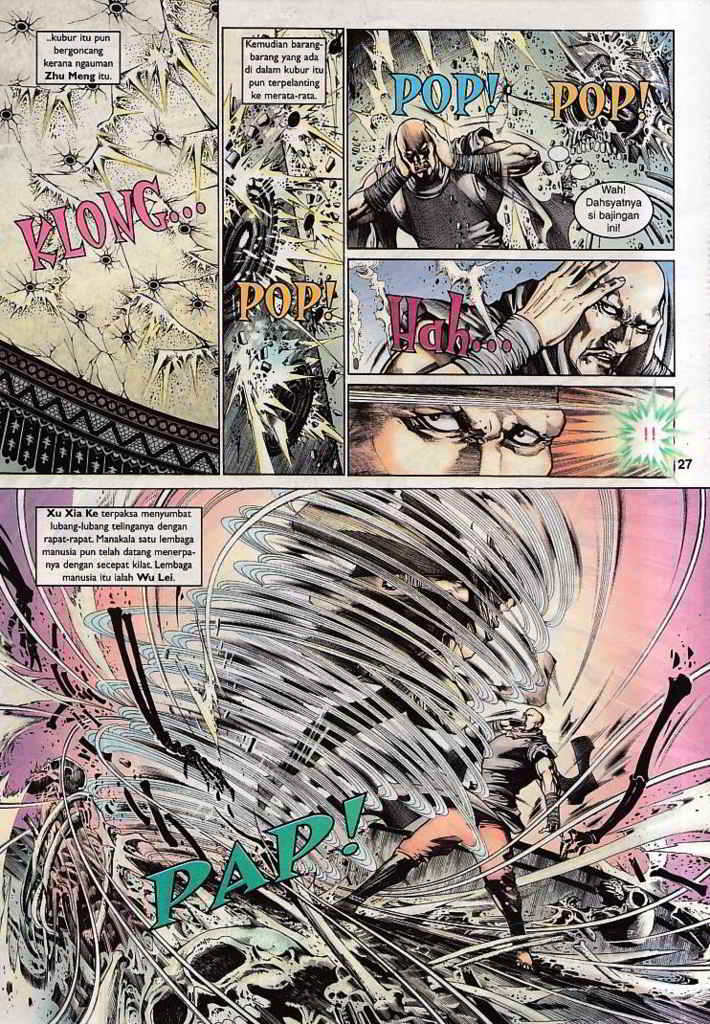 ..kubur itu pun
bergoncang
kerana ngauman
Zhu Meng itu.
KLONG...
Kemudian barang-
barang yang ada
di dalam kubur itu
pun terpelanting
ke merata-rata.
POP!
POP!
POP!
Wah!
Dahsyatnya
si bajingan
ini!
Hah...
!!
27
Xu Xia Ke terpaksa menyumbat
lubang-lubang telinganya dengan
rapat-rapat. Manakala satu lembaga
manusia pun telah datang menerpa-
nya dengan secepat kilat. Lembaga
manusia itu ialah Wu Lei.
PAP!